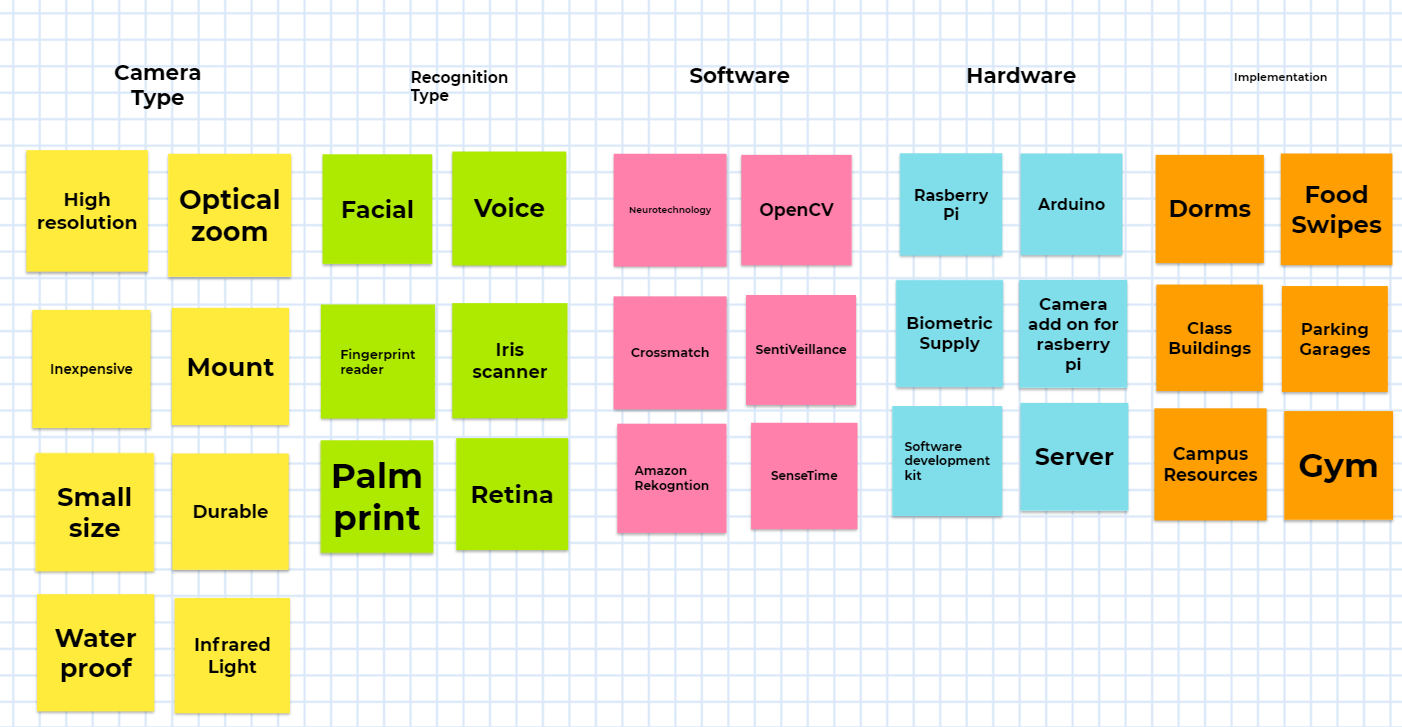 Camera
Type
Recognition
Type
Software
Hardware
Implementation
High
resolution
Optical
zoom
Inexpensive
Mount
Small
size
Durable
Water
proof
Infrared
Light
Facial
Voice
Fingerprint
reader
Iris
scanner
Palm
print
Retina
Neurotechnology
OpenCV
Crossmatch
SentiVeillance
Amazon
Rekogntion
SenseTime
Rasberry
Pi
Arduino
Biometric
Supply
Camera
add on for
rasberry
pi
Software
development
kit
Server
Dorms
Food
Swipes
Class
Buildings
Parking
Garages
Campus
Resources
Gym